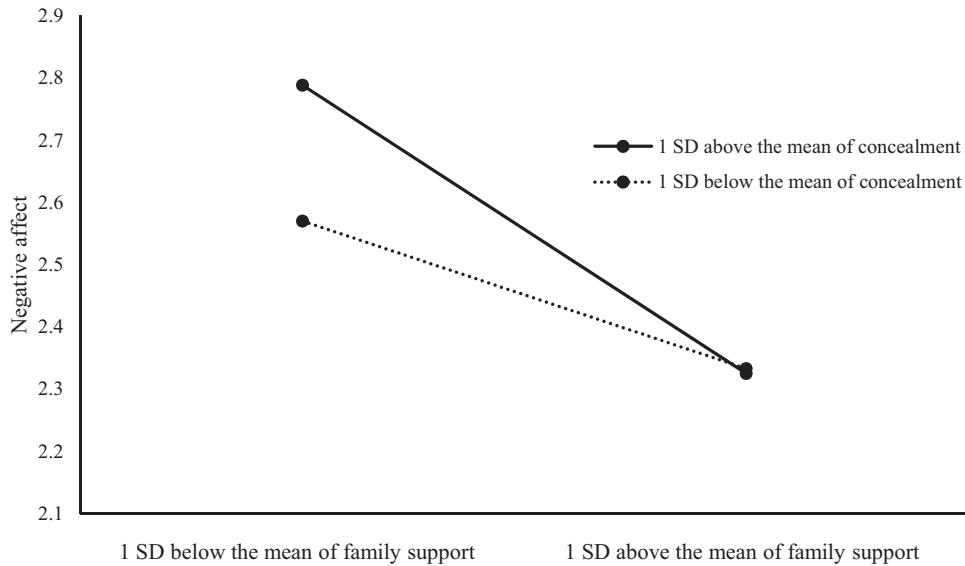 2.9
2.8
2.7
2.6
2.5
2.4
2.3
2.2
2.1
Negative affect
1 SD above the mean of concealment
1 SD below the mean of concealment
1 SD below the mean of family support
1 SD above the mean of family support